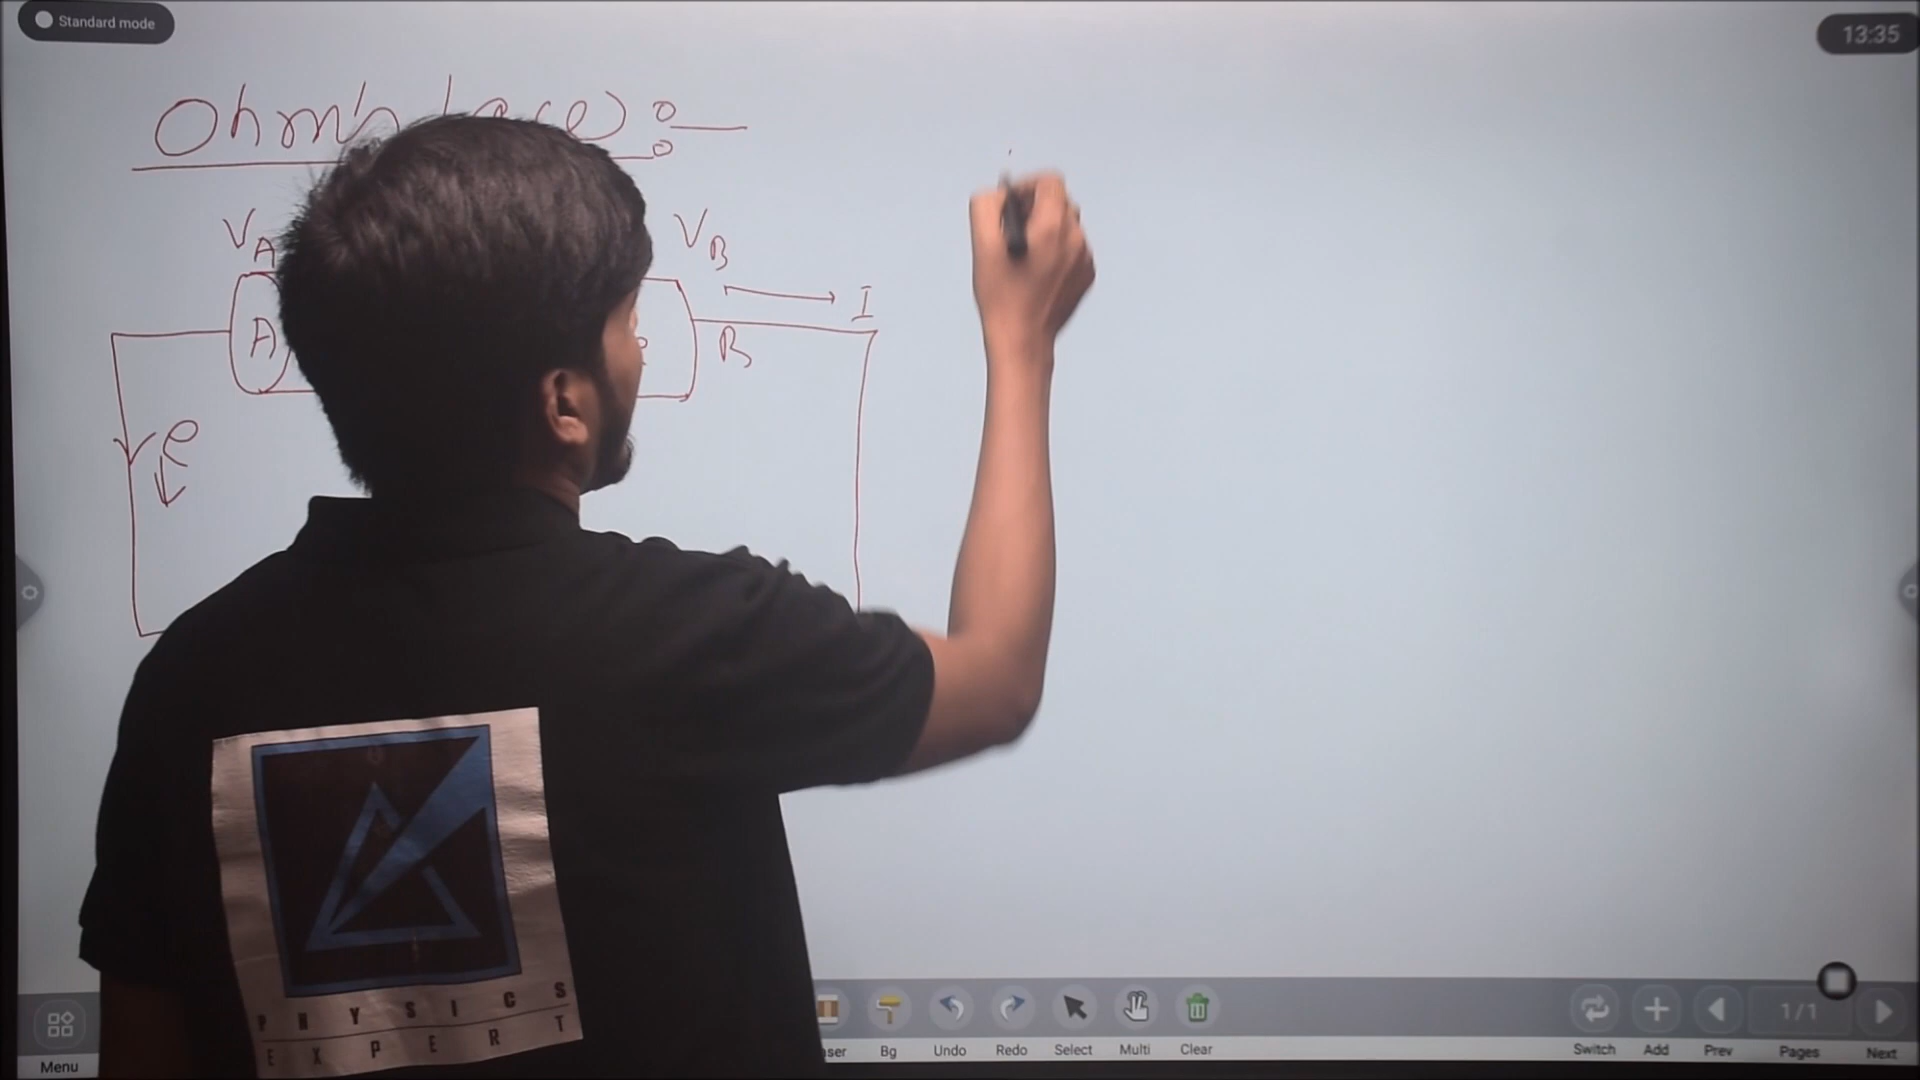 Standard mode
13:35
Ohm's
VA
VB
I
A
B
e
PHYSICS
EXPERT
Menu
Bg
Undo
Redo
Select
Multi
Clear
Switch
Add
Prev
1/1
Pages
Next